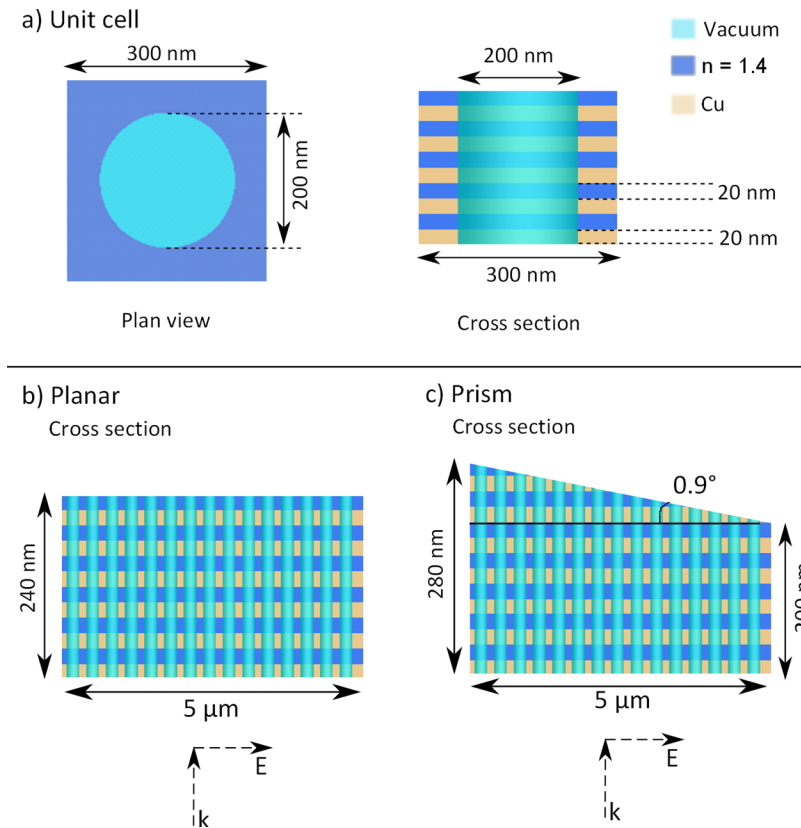 a) Unit cell
300 nm
200 nm
Plan view
200 nm
20 nm
20 nm
300 nm
Cross section
Vacuum
n = 1.4
Cu
b) Planar
Cross section
240 nm
5 μm
E
k
c) Prism
Cross section
0.9°
280 nm
5 μm
E
k